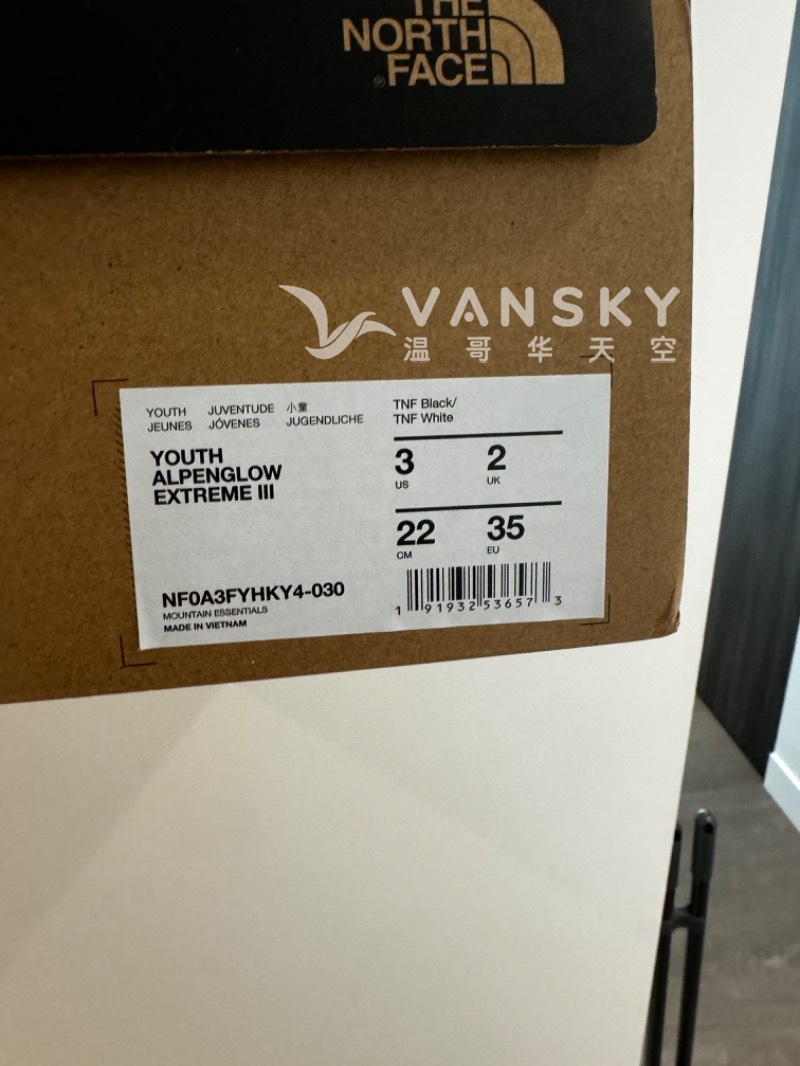 THE
NORTH
FACE
VANSKY
温哥华天空
YOUTH JUVENTUDE 小童
JEUNES JÓVENES JUGENDLICHE
YOUTH
ALPENGLOW
EXTREME III
TNF Black/
TNF White
3 2
US UK
22 35
CM EU
NF0A3FYHKY4-030
MOUNTAIN ESSENTIALS
MADE IN VIETNAM
1 91932 53657 3